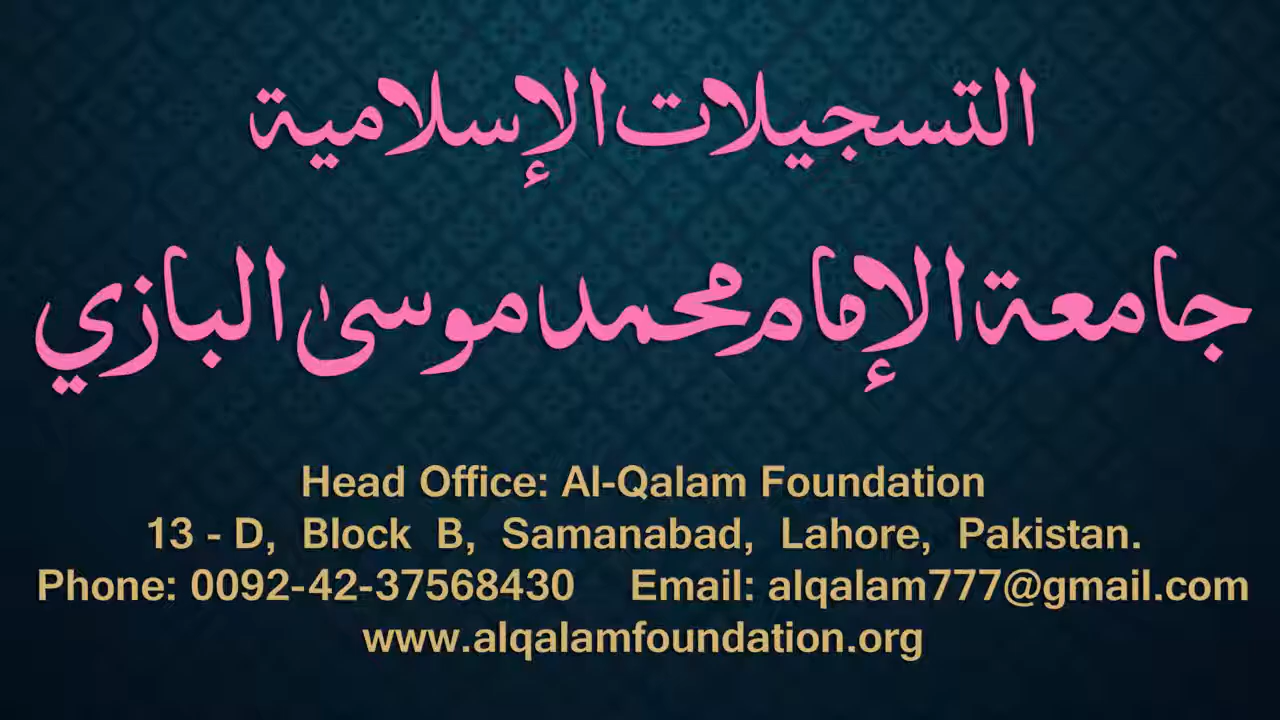 التسجيلات الإسلامية
جامعة الإمام محمد موسىٰ البازي
Head Office: Al-Qalam Foundation
13 - D, Block B, Samanabad, Lahore, Pakistan.
Phone: 0092-42-37568430 Email: alqalam777@gmail.com
www.alqalamfoundation.org